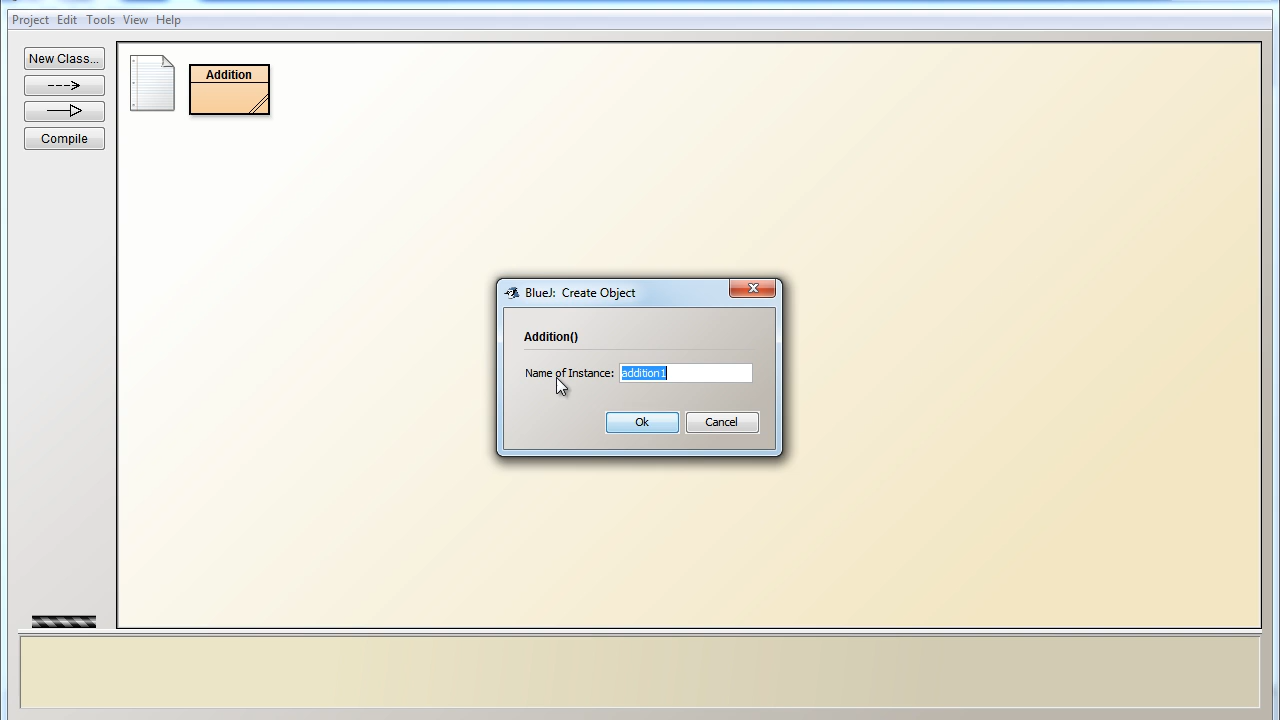 Project Edit Tools View Help
New Class...
Compile
Addition
BlueJ: Create Object
Addition()
Name of Instance: addition1
Ok Cancel